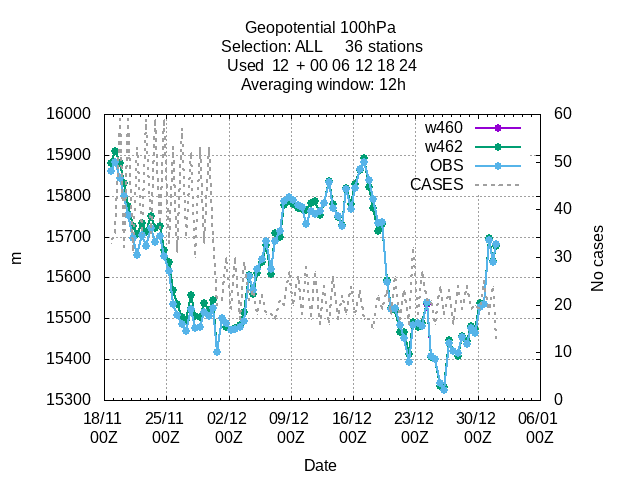 Geopotential 100hPa
Selection: ALL 36 stations
Used 12 + 00 06 12 18 24
Averaging window: 12h
w460
w462
OBS
CASES
16000
15900
15800
15700
15600
15500
15400
15300
60
50
40
30
20
10
0
m
No cases
18/11 25/11 02/12 09/12 16/12 23/12 30/12 06/01
00Z 00Z 00Z 00Z 00Z 00Z 00Z 00Z
Date